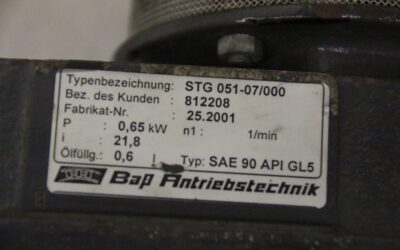 Typenbezeichnung: STG 051-07/000
Bez. des Kunden : 812208
Fabrikat-Nr. : 25.2001
P : 0,65 kW n1: 1/min
i : 21,8
Ölfüllg.: 0,6 l Typ: SAE 90 API GL5
Baß Antriebstechnik